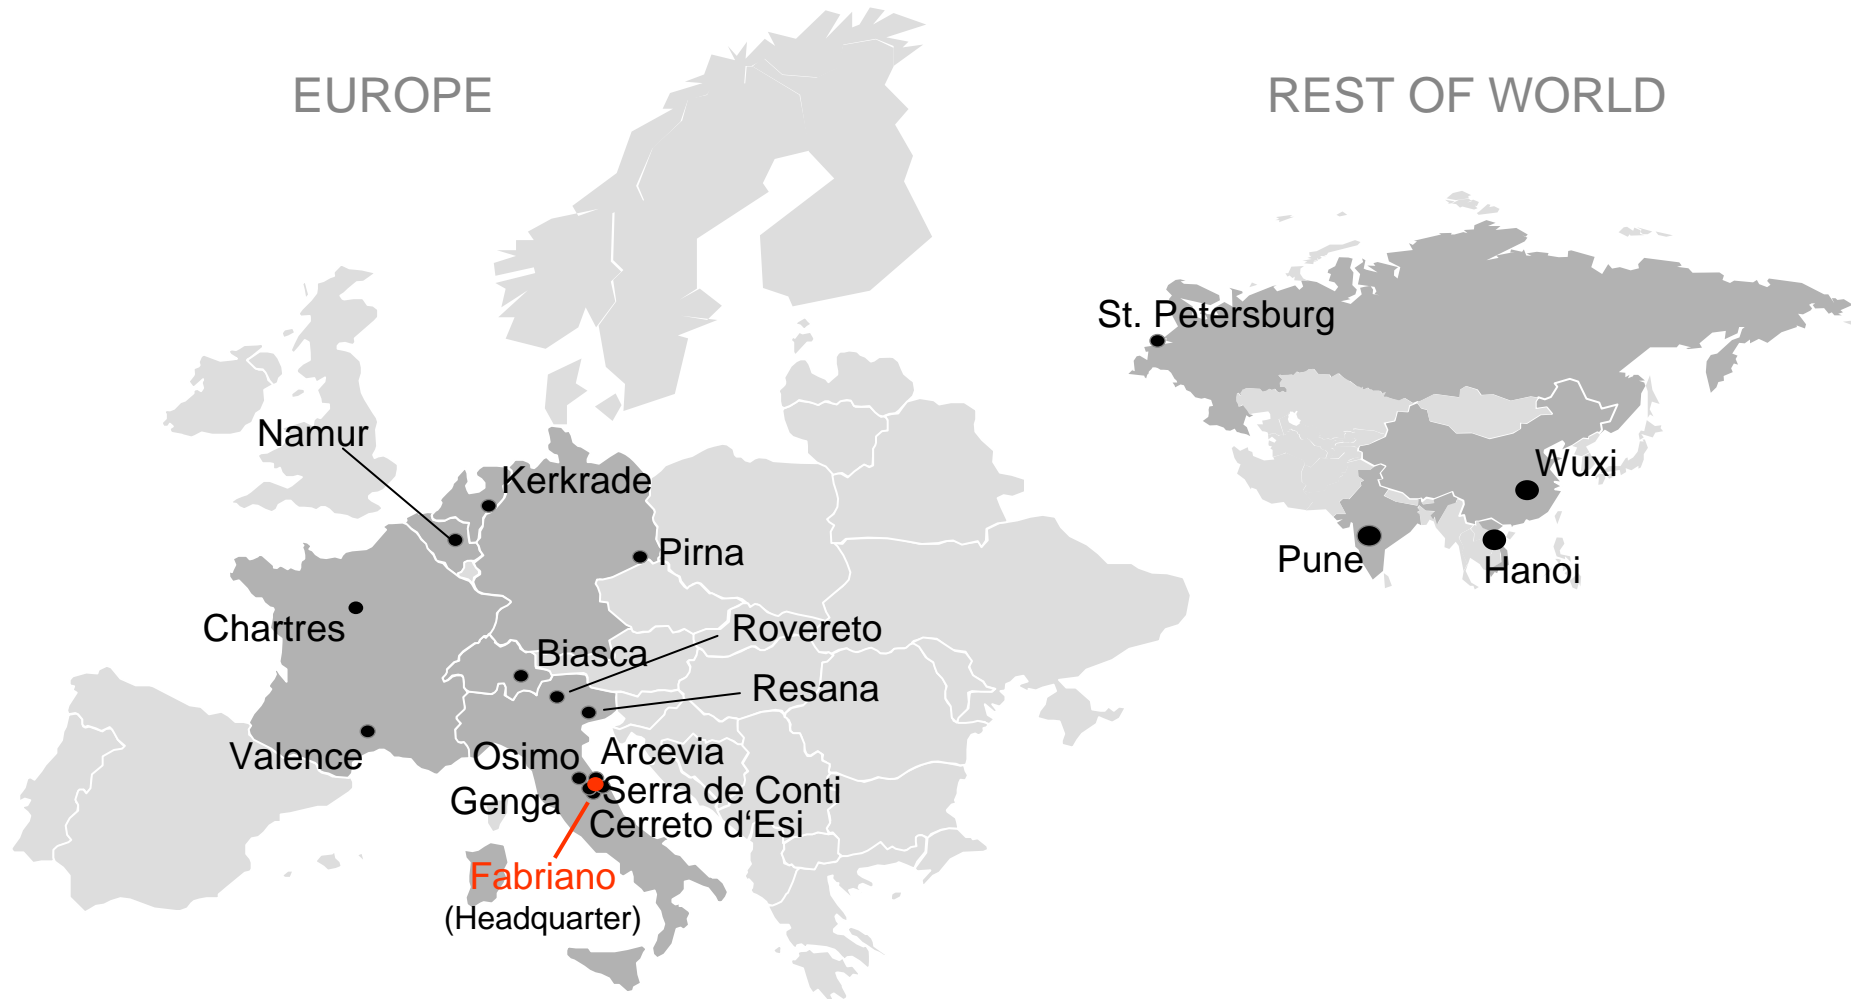 EUROPE
REST OF WORLD
St. Petersburg
Namur
Kerkrade
Wuxi
Pirna
Pune
Hanoi
Chartres
Rovereto
Biasca
Resana
Valence
Osimo
Arcevia
Genga
Serra de Conti
Cerreto d‘Esi
Fabriano
(Headquarter)